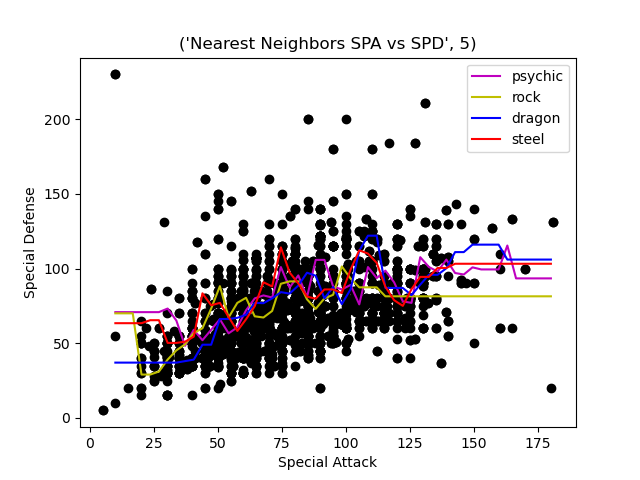 ('Nearest Neighbors SPA vs SPD', 5)
psychic
rock
dragon
steel
Special Defense
200
150
100
50
0
0 25 50 75 100 125 150 175
Special Attack